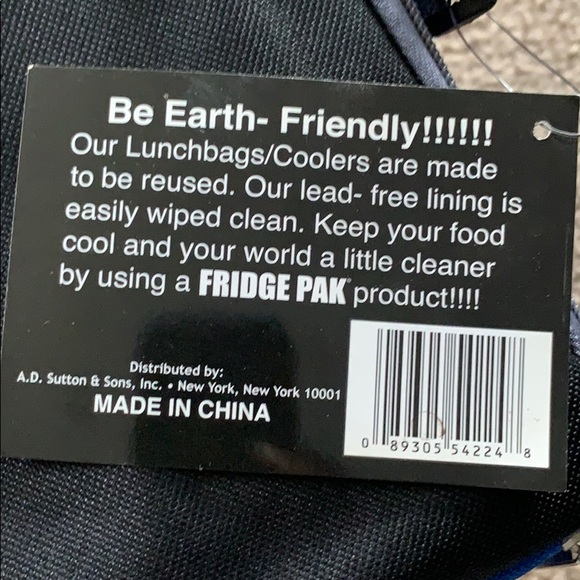 Be Earth- Friendly!!!!!!
Our Lunchbags/Coolers are made
to be reused. Our lead- free lining is
easily wiped clean. Keep your food
cool and your world a little cleaner
by using a FRIDGE PAK product!!!!
Distributed by:
A.D. Sutton & Sons, Inc. • New York, New York 10001
MADE IN CHINA
0 89305 54224 8